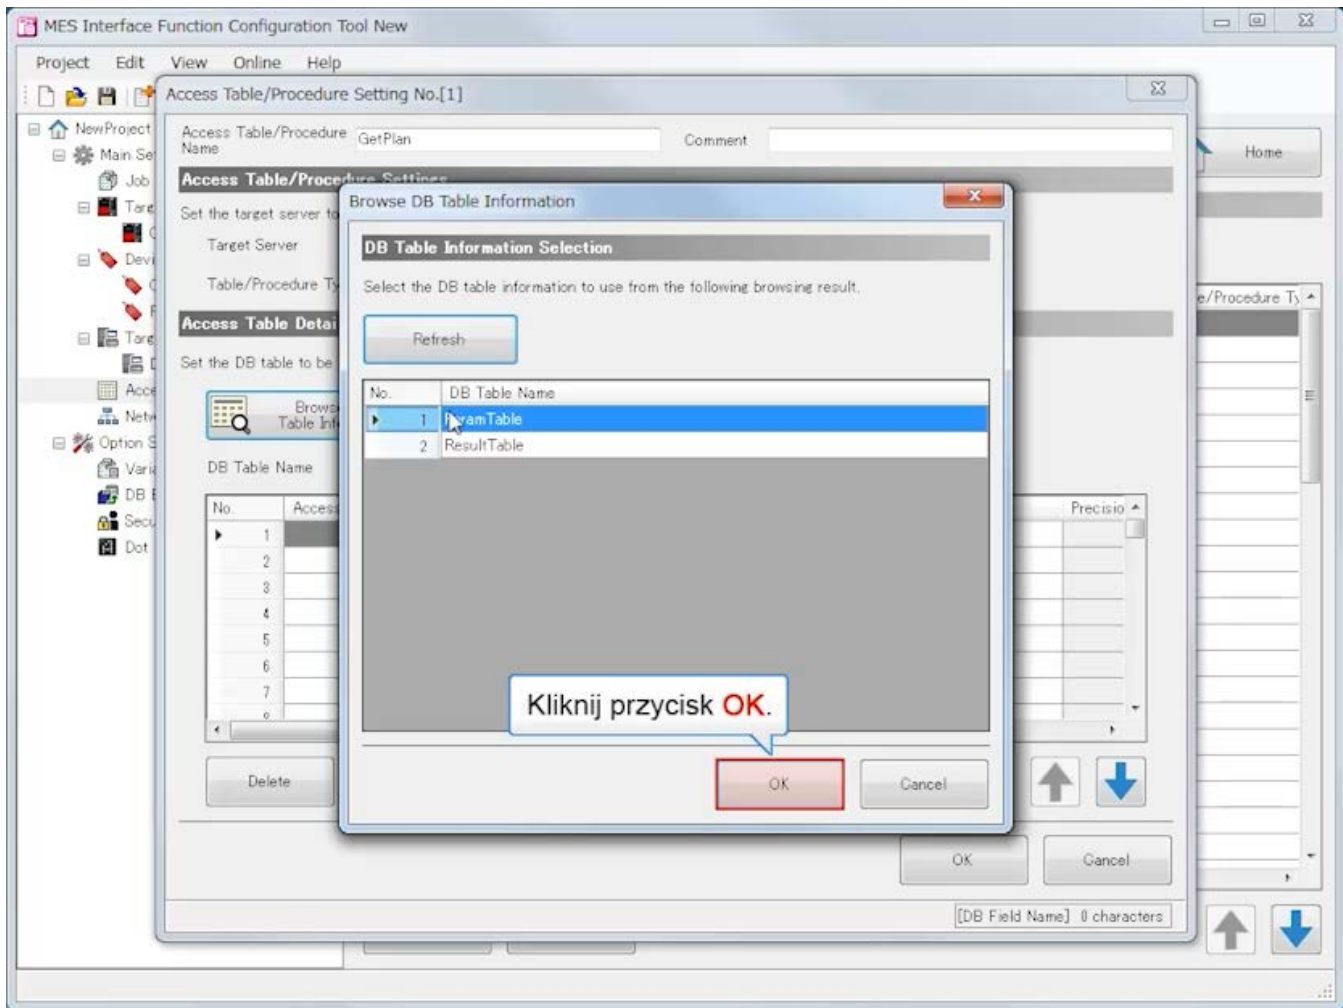 MES Interface Function Configuration Tool New
Project Edit View Online Help
Access Table/Procedure Setting No.[1]
NewProject
Main Se
Job
Targ
Devi
Targ
Acce
Netw
Option S
Vari
DB
Secu
Dot
Access Table/Procedure Name GetPlan Comment
Home
Access Table/Procedure Settings
Set the target server to
Target Server
Table/Procedure Ty
Access Table Detai
Set the DB table to be
Brows
Table Inf
DB Table Name
No. Access Precisio
1
2
3
4
5
6
7
Delete
e/Procedure Ty
Browse DB Table Information
DB Table Information Selection
Select the DB table information to use from the following browsing result.
Refresh
No. DB Table Name
1 ParamTable
2 ResultTable
Kliknij przycisk OK.
OK Cancel
OK Cancel
[DB Field Name] 0 characters